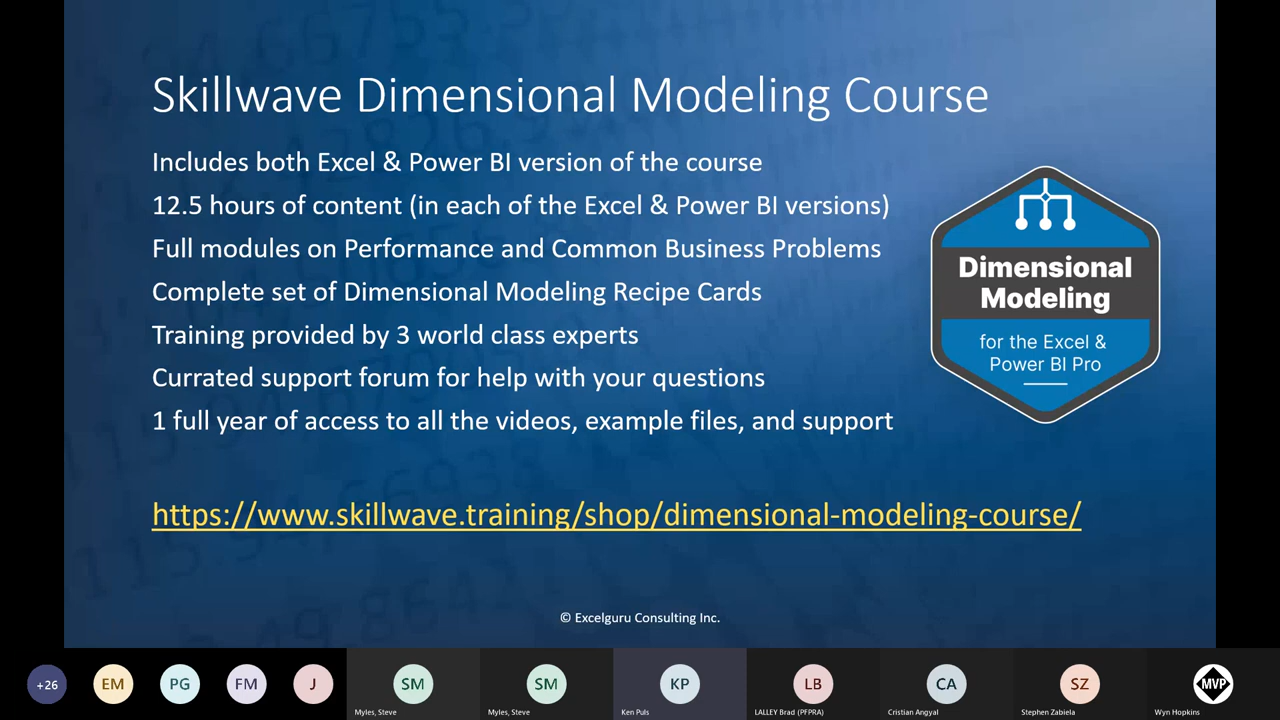 Skillwave Dimensional Modeling Course
Includes both Excel & Power BI version of the course
12.5 hours of content (in each of the Excel & Power BI versions)
Full modules on Performance and Common Business Problems
Complete set of Dimensional Modeling Recipe Cards
Training provided by 3 world class experts
Currated support forum for help with your questions
1 full year of access to all the videos, example files, and support
Dimensional
Modeling
for the Excel &
Power BI Pro
https://www.skillwave.training/shop/dimensional-modeling-course/
© Excelguru Consulting Inc.
+26
EM
PG
FM
J
SM
Myles, Steve
SM
Myles, Steve
KP
Ken Puls
LB
LALLEY Brad (PFPRA)
CA
Cristian Angyal
SZ
Stephen Zabiela
MVP
Wyn Hopkins